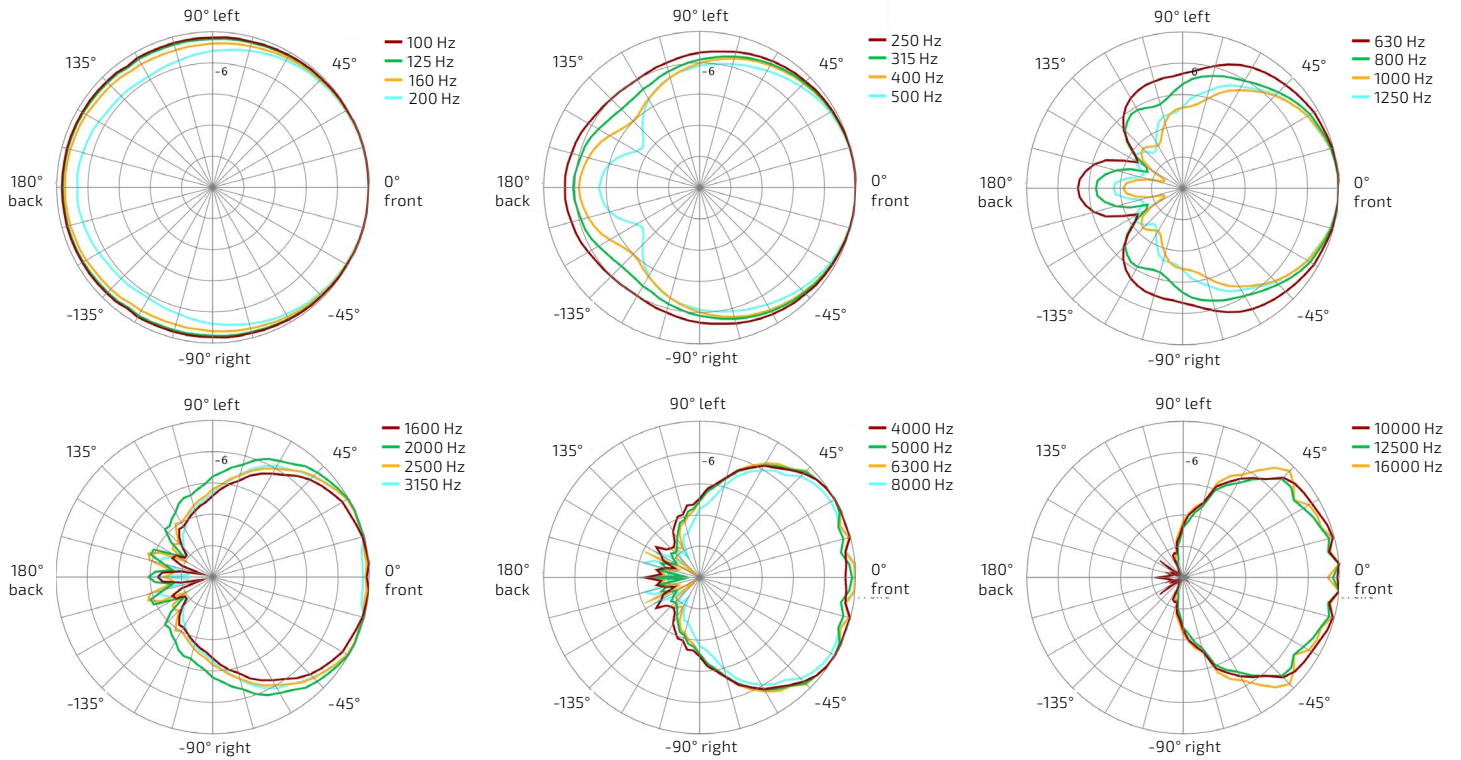 90° left
135°
45°
-6
180°
back
0°
front
-135°
-45°
-90° right
100 Hz
125 Hz
160 Hz
200 Hz
90° left
135°
45°
-6
180°
back
0°
front
-135°
-45°
-90° right
250 Hz
315 Hz
400 Hz
500 Hz
90° left
135°
45°
6
180°
back
0°
front
-135°
-45°
-90° right
630 Hz
800 Hz
1000 Hz
1250 Hz
90° left
135°
45°
-6
180°
back
0°
front
-135°
-45°
-90° right
1600 Hz
2000 Hz
2500 Hz
3150 Hz
90° left
135°
45°
-6
180°
back
0°
front
-135°
-45°
-90° right
4000 Hz
5000 Hz
6300 Hz
8000 Hz
90° left
135°
45°
-6
180°
back
0°
front
-135°
-45°
-90° right
10000 Hz
12500 Hz
16000 Hz